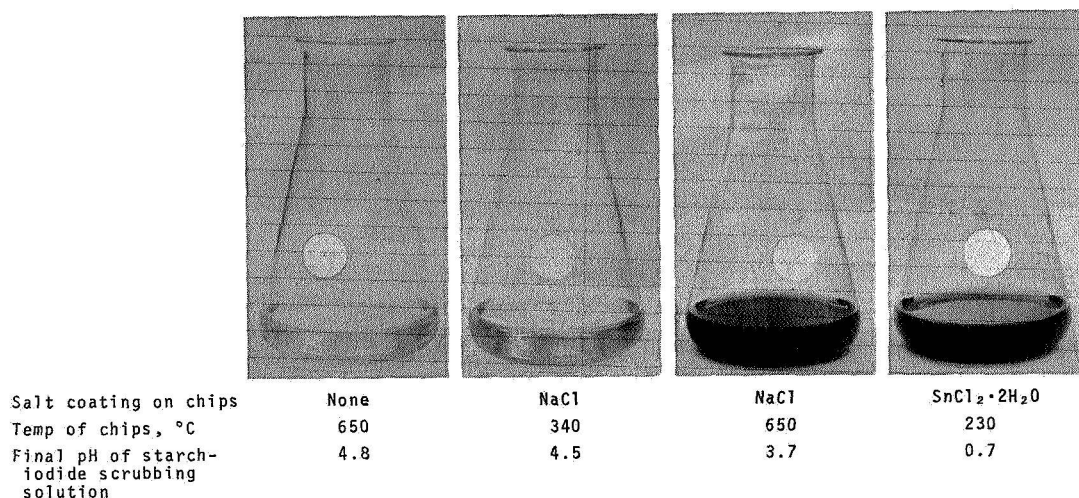 Salt coating on chips None NaCl NaCl SnCl₂·2H₂O
Temp of chips, °C 650 340 650 230
Final pH of starch- 4.8 4.5 3.7 0.7
iodide scrubbing
solution